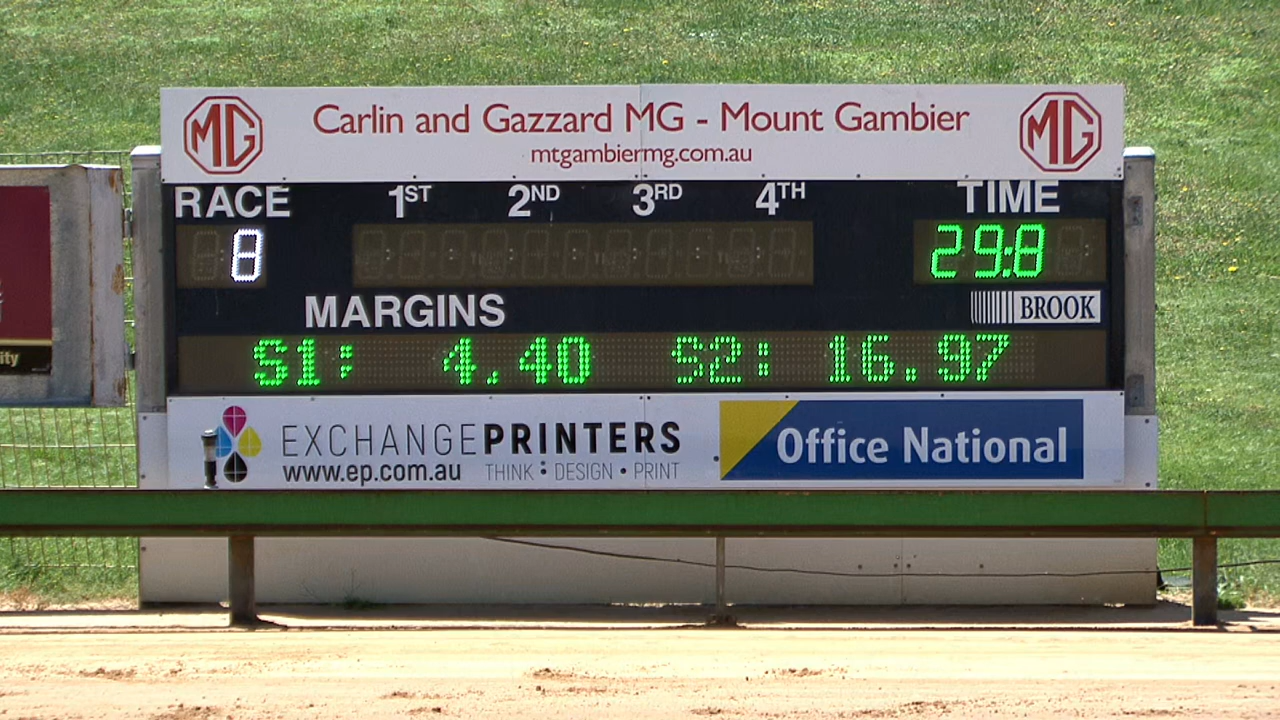 MG Carlin and Gazzard MG - Mount Gambier MG
mtgambiermg.com.au
RACE 1ST 2ND 3RD 4TH TIME
8 29:8
MARGINS BROOK
S1: 4.40 S2: 16.97
EXCHANGEPRINTERS
www.ep.com.au THINK : DESIGN • PRINT
Office National
ity